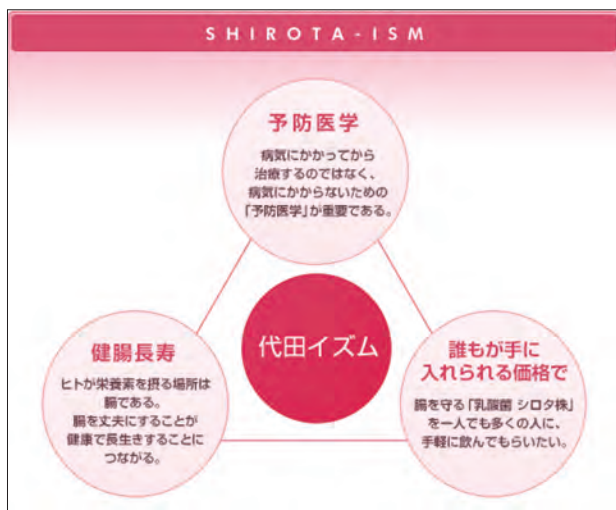 SHIROTA-ISM
予防医学
病気にかかってから
治療するのではなく、
病気にかからないための
「予防医学」が重要である。
代田イズム
健腸長寿
ヒトが栄養素を摂る場所は
腸である。
腸を丈夫にすることが
健康で長生きすることに
つながる。
誰もが手に
入れられる価格で
腸を守る「乳酸菌 シロタ株」
を一人でも多くの人に、
手軽に飲んでもらいたい。